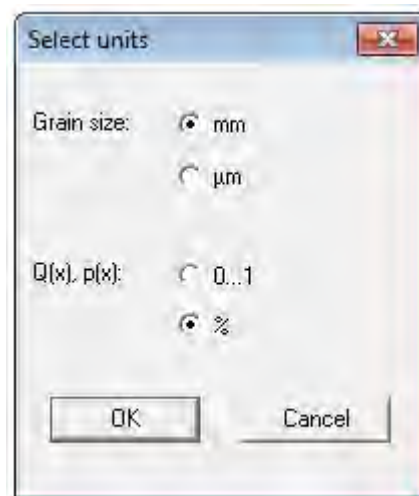 Select units
Grain size: mm
µm
Q(x), p(x): 0...1
%
OK Cancel